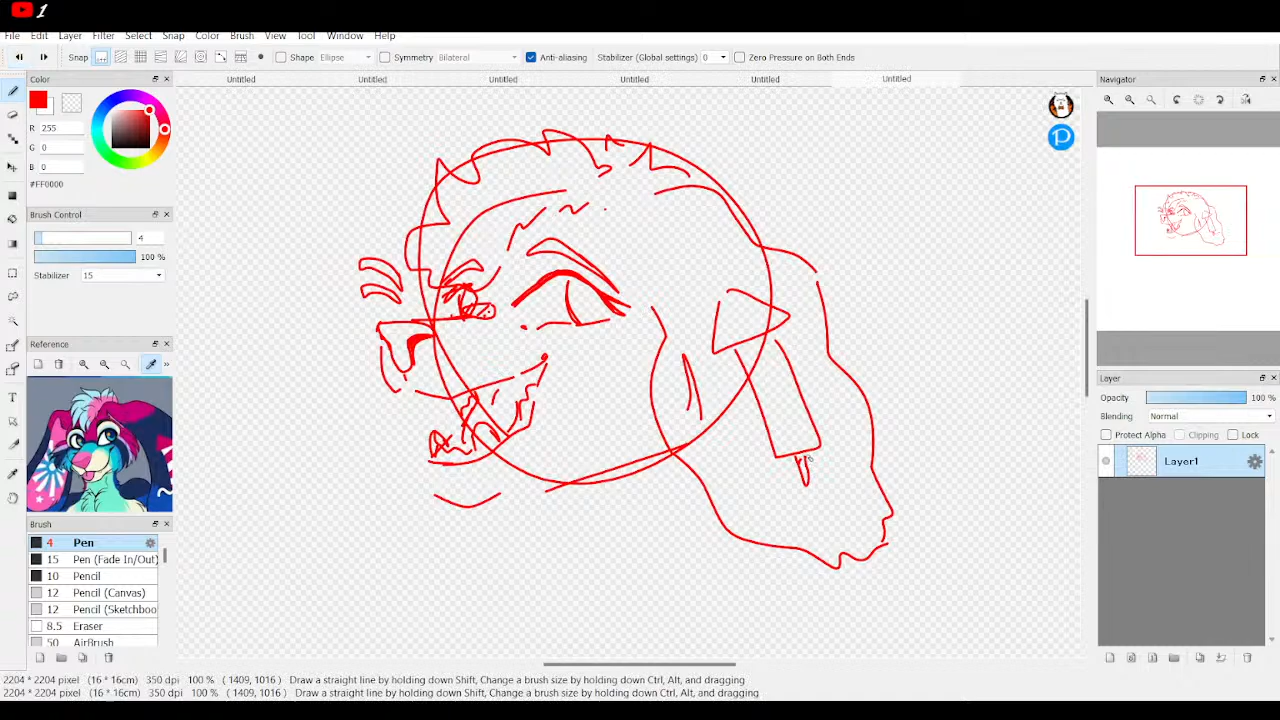 1
File Edit Layer Filter Select Snap Color Brush View Tool Window Help
Snap Shape Ellipse Symmetry Bilateral Anti-aliasing Stabilizer (Global settings) 0 Zero Pressure on Both Ends
Color
Untitled Untitled Untitled Untitled Untitled Untitled
Navigator
R 255
G 0
B 0
#FF0000
Brush Control
4
100 %
Stabilizer 15
Reference
Layer
Opacity 100 %
Blending Normal
Protect Alpha Clipping Lock
Layer1
Brush
4 Pen
15 Pen (Fade In/Out)
10 Pencil
12 Pencil (Canvas)
12 Pencil (Sketchboo
8.5 Eraser
50 AirBrush
2204 * 2204 pixel (16 * 16cm) 350 dpi 100 % ( 1409, 1016 ) Draw a straight line by holding down Shift, Change a brush size by holding down Ctrl, Alt, and dragging
2204 * 2204 pixel (16 * 16cm) 350 dpi 100 % ( 1409, 1016 ) Draw a straight line by holding down Shift, Change a brush size by holding down Ctrl, Alt, and dragging